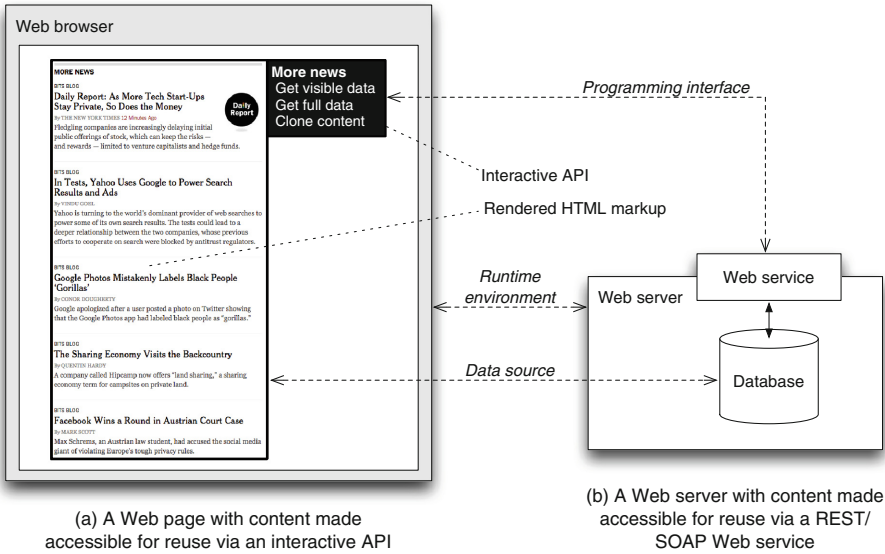 Web browser
MORE NEWS
BITS BLOG
Daily Report: As More Tech Start-Ups
Stay Private, So Does the Money
By THE NEW YORK TIMES 12 Minutes Ago
Fledgling companies are increasingly delaying initial
public offerings of stock, which can keep the risks —
and rewards — limited to venture capitalists and hedge funds.
Daily
Report
BITS BLOG
In Tests, Yahoo Uses Google to Power Search
Results and Ads
By VINDU GOEL
Yahoo is turning to the world's dominant provider of web searches to
power some of its own search results. The tests could lead to a
deeper relationship between the two companies, whose previous
efforts to cooperate on search were blocked by antitrust regulators.
BITS BLOG
Google Photos Mistakenly Labels Black People
'Gorillas'
By CONOR DOUGHERTY
Google apologized after a user posted a photo on Twitter showing
that the Google Photos app had labeled black people as "gorillas."
BITS BLOG
The Sharing Economy Visits the Backcountry
By QUENTIN HARDY
A company called Hipcamp now offers "land sharing," a sharing
economy term for campsites on private land.
BITS BLOG
Facebook Wins a Round in Austrian Court Case
By MARK SCOTT
Max Schrems, an Austrian law student, had accused the social media
giant of violating Europe's tough privacy rules.
More news
Get visible data
Get full data
Clone content
Programming interface
Interactive API
Rendered HTML markup
Runtime
environment
Data source
Web service
Web server
Database
(a) A Web page with content made
accessible for reuse via an interactive API
(b) A Web server with content made
accessible for reuse via a REST/
SOAP Web service